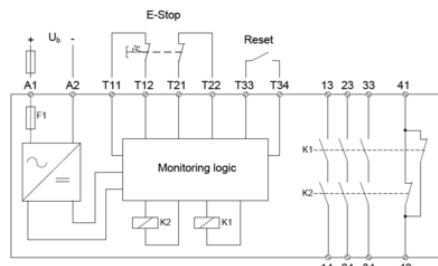 E-Stop
+ Ub -
Reset
A1 A2 T11 T12 T21 T22 T33 T34 13 23 33 41
F1
Monitoring logic
K1
K2
K2 K1